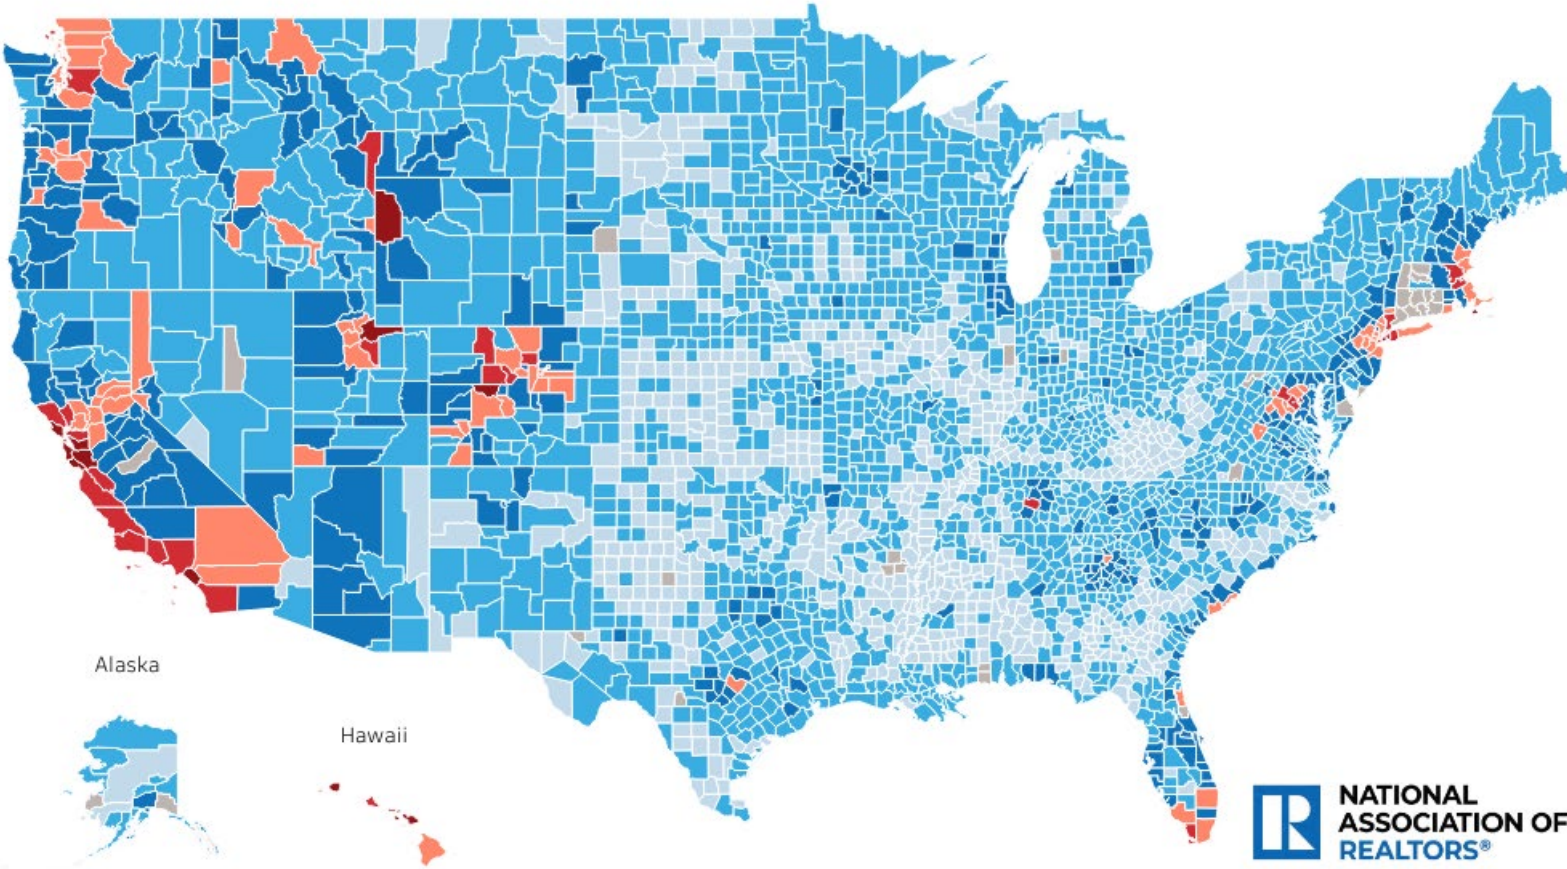 Alaska
Hawaii
NATIONAL
ASSOCIATION OF
REALTORS®